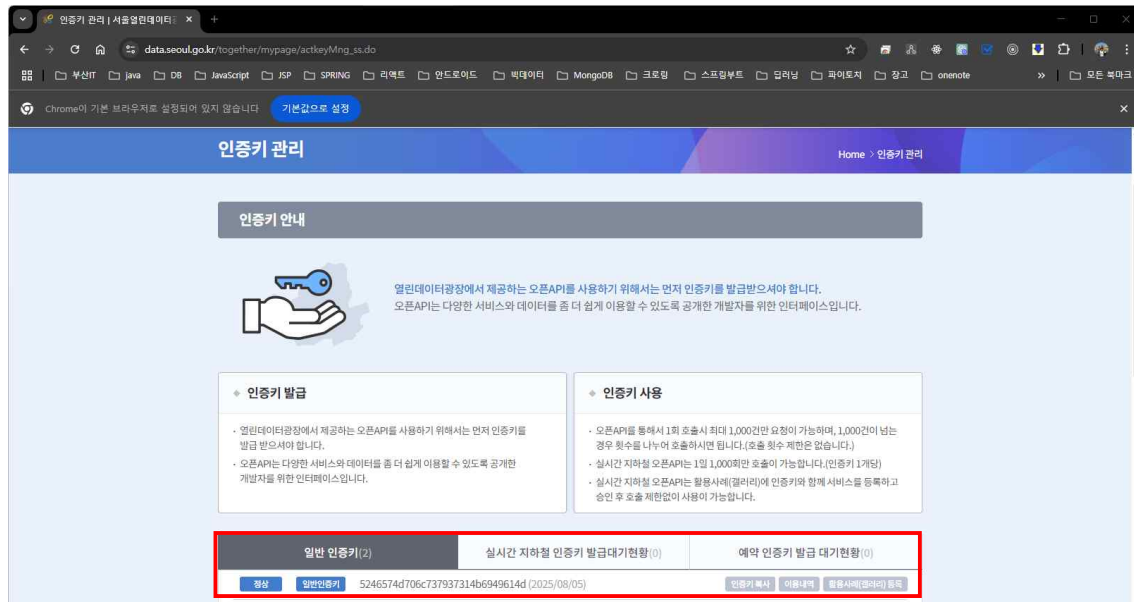 인증키 관리 | 서울열린데이터
data.seoul.go.kr/together/mypage/actkeyMng_ss.do
부산IT java DB JavaScript JSP SPRING 리액트 안드로이드 빅데이터 MongoDB 크로링 스프링부트 딥러닝 파이토치 장고 onenote » 모든 북마크
Chrome이 기본 브라우저로 설정되어 있지 않습니다 기본값으로 설정
인증키 관리
Home > 인증키 관리
인증키 안내
열린데이터광장에서 제공하는 오픈API를 사용하기 위해서는 먼저 인증키를 발급받으셔야 합니다.
오픈API는 다양한 서비스와 데이터를 좀 더 쉽게 이용할 수 있도록 공개한 개발자를 위한 인터페이스입니다.
인증키 발급
· 열린데이터광장에서 제공하는 오픈API를 사용하기 위해서는 먼저 인증키를
발급 받으셔야 합니다.
· 오픈API는 다양한 서비스와 데이터를 좀 더 쉽게 이용할 수 있도록 공개한
개발자를 위한 인터페이스입니다.
인증키 사용
· 오픈API를 통해서 1회 호출시 최대 1,000건만 요청이 가능하며, 1,000건이 넘는
경우 횟수를 나누어 호출하시면 됩니다.(호출 횟수 제한은 없습니다.)
· 실시간 지하철 오픈API는 1일 1,000회만 호출이 가능합니다.(인증키 1개당)
· 실시간 지하철 오픈API는 활용사례(갤러리)에 인증키와 함께 서비스를 등록하고
승인 후 호출 제한없이 사용이 가능합니다.
일반 인증키(2) 실시간 지하철 인증키 발급대기현황(0) 예약 인증키 발급 대기현황(0)
정상 일반인증키 5246574d706c737937314b6949614d (2025/08/05) 인증키 복사 이용내역 활용사례(갤러리) 등록